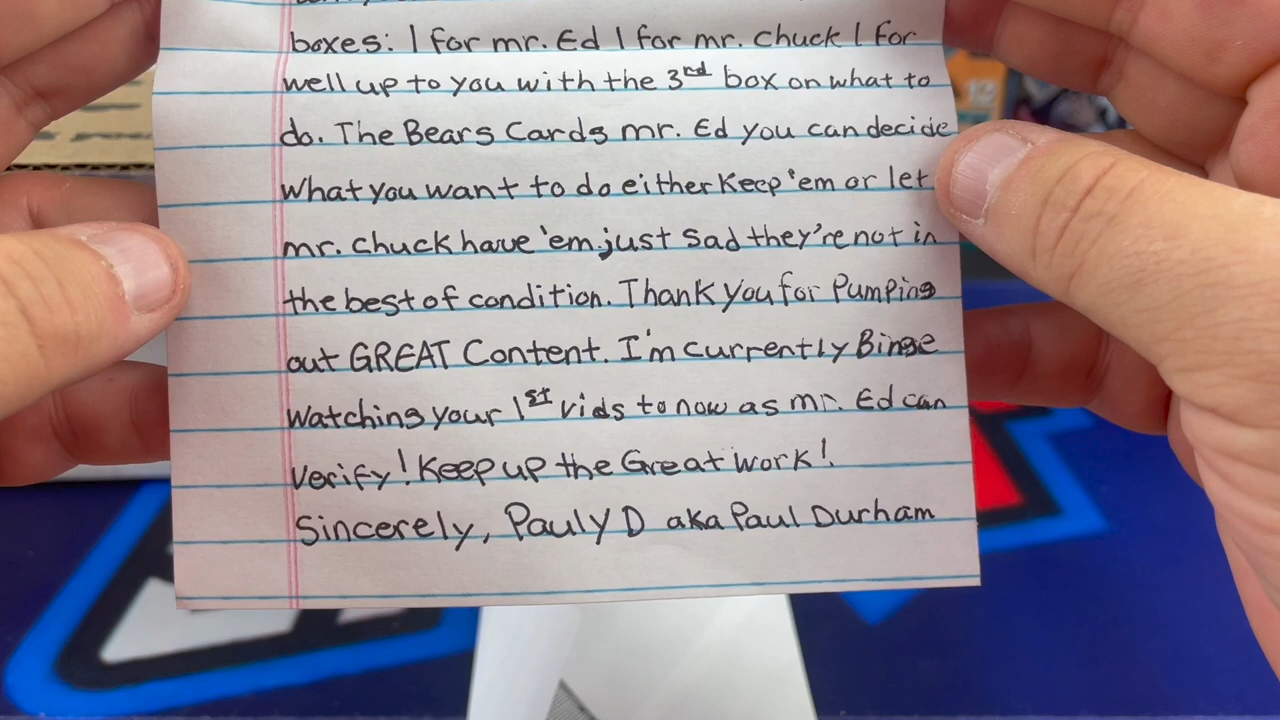 boxes: 1 for mr. Ed 1 for mr. Chuck 1 for
well up to you with the 3rd box on what to
do. The Bears Cards mr. Ed you can decide
what you want to do either Keep 'em or let
mr. Chuck have 'em. just sad they're not in
the best of condition. Thank you for Pumping
out GREAT Content. I'm currently Binge
Watching your 1st vids to now as mr. Ed can
Verify! Keep up the Great work!
Sincerely, Pauly D aka Paul Durham